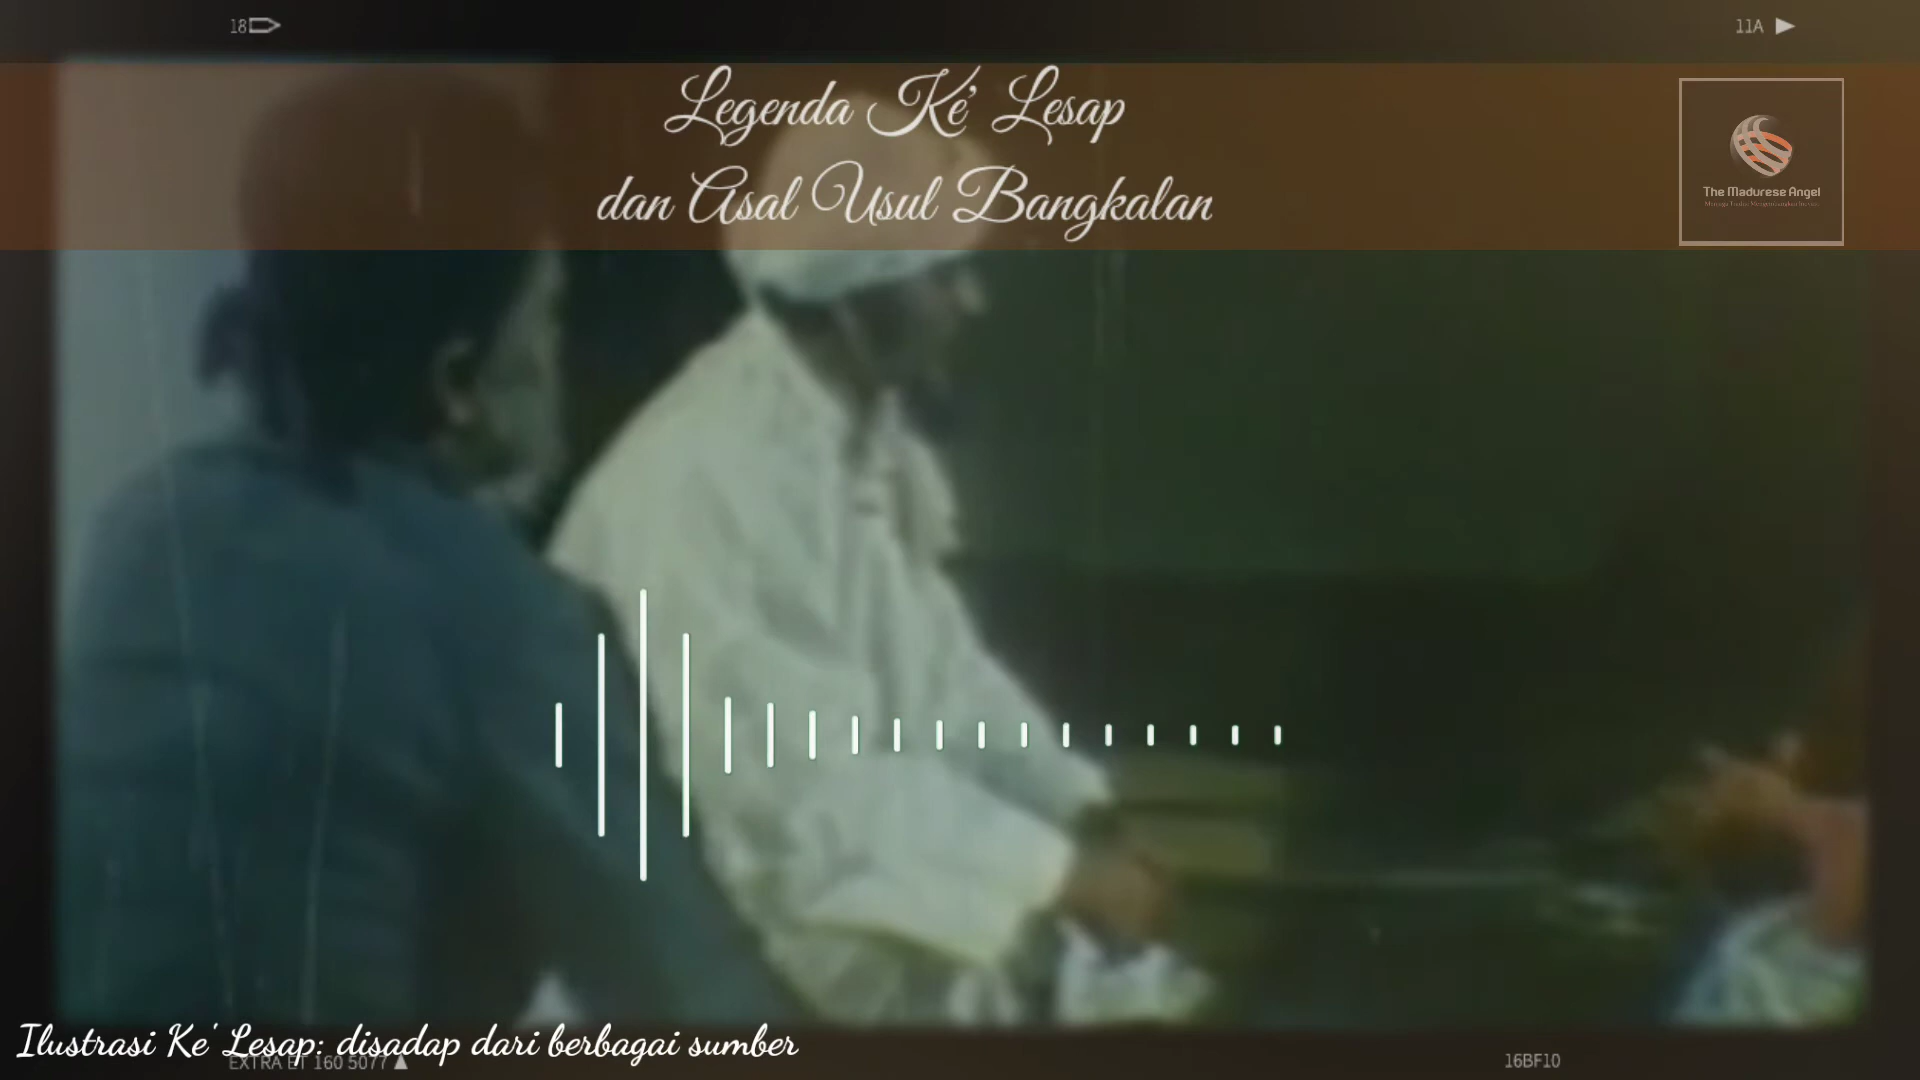 18
11A
Legenda Ke' Lesap
dan Asal Usul Bangkalan
The Madurese Angel
Ilustrasi Ke' Lesap: disadap dari berbagai sumber
EXTRA ET 160 5077
16BF10